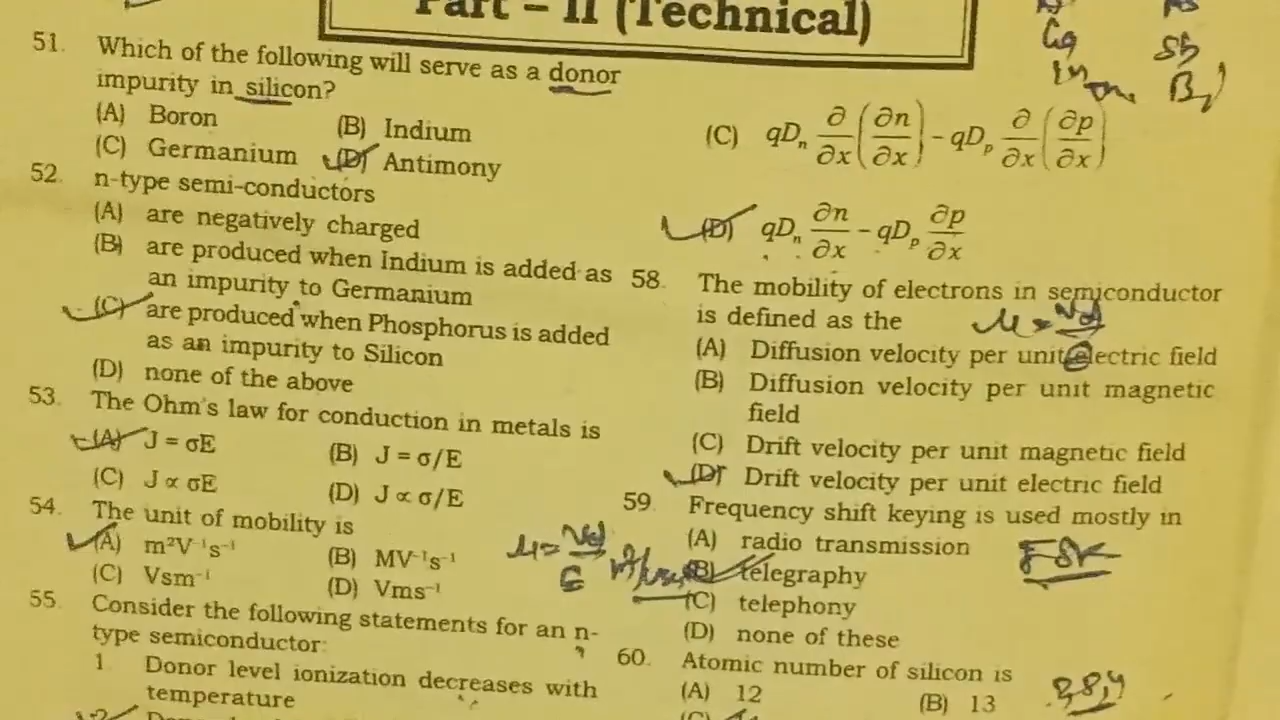 Part – II (Technical)
51. Which of the following will serve as a donor
impurity in silicon?
(A) Boron (B) Indium
(C) Germanium (D) Antimony
52. n-type semi-conductors
(A) are negatively charged
(B) are produced when Indium is added as
an impurity to Germanium
(C) are produced when Phosphorus is added
as an impurity to Silicon
(D) none of the above
53. The Ohm's law for conduction in metals is
(A) J = σE (B) J = σ/E
(C) J ∝ σE (D) J ∝ σ/E
54. The unit of mobility is
(A) m²V⁻¹s⁻¹ (B) MV⁻¹s⁻¹
(C) Vsm⁻¹ (D) Vms⁻¹
55. Consider the following statements for an n-
type semiconductor:
1 Donor level ionization decreases with
temperature
Sb
(C) qDₙ ∂/∂x (∂n/∂x) – qDₚ ∂/∂x (∂p/∂x)
(D) qDₙ ∂n/∂x – qDₚ ∂p/∂x
58. The mobility of electrons in semiconductor
is defined as the
μ = Vd
(A) Diffusion velocity per unit electric field
(B) Diffusion velocity per unit magnetic
field
(C) Drift velocity per unit magnetic field
(D) Drift velocity per unit electric field
59. Frequency shift keying is used mostly in
(A) radio transmission FSK
μ = Vd
(B) telegraphy
(C) telephony
(D) none of these
60. Atomic number of silicon is
(A) 12 (B) 13
2,8,4